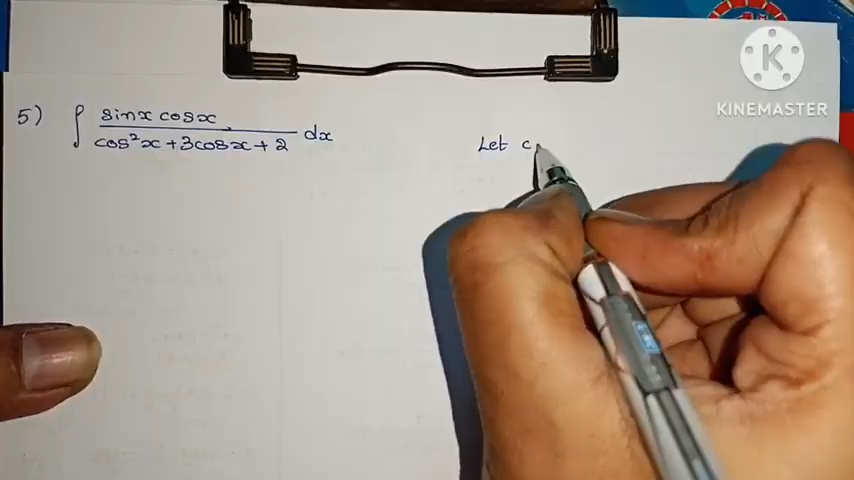 KINEMASTER
5) ∫ sinx cosx / cos²x + 3cosx + 2 dx
Let c